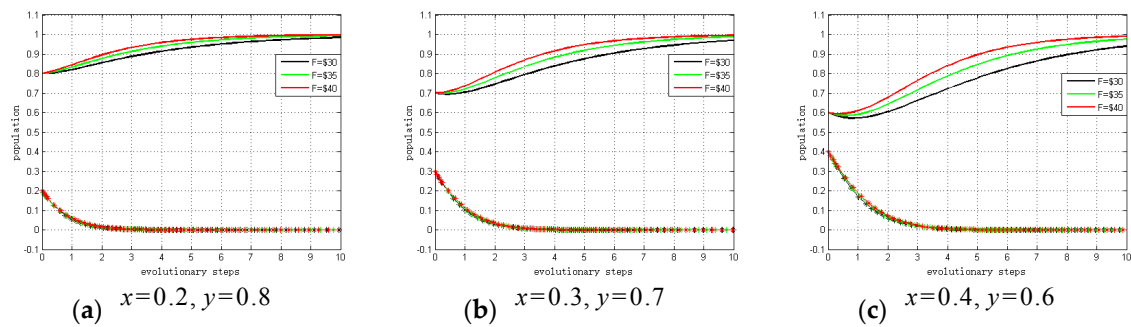 1.1
1
0.9
0.8
0.7
0.6
0.5
0.4
0.3
0.2
0.1
0
-0.1
population
0 1 2 3 4 5 6 7 8 9 10
evolutionary steps
F=$30
F=$35
F=$40
(a) x=0.2, y=0.8
1.1
1
0.9
0.8
0.7
0.6
0.5
0.4
0.3
0.2
0.1
0
-0.1
population
0 1 2 3 4 5 6 7 8 9 10
evolutionary steps
F=$30
F=$35
F=$40
(b) x=0.3, y=0.7
1.1
1
0.9
0.8
0.7
0.6
0.5
0.4
0.3
0.2
0.1
0
-0.1
population
0 1 2 3 4 5 6 7 8 9 10
evolutionary steps
F=$30
F=$35
F=$40
(c) x=0.4, y=0.6